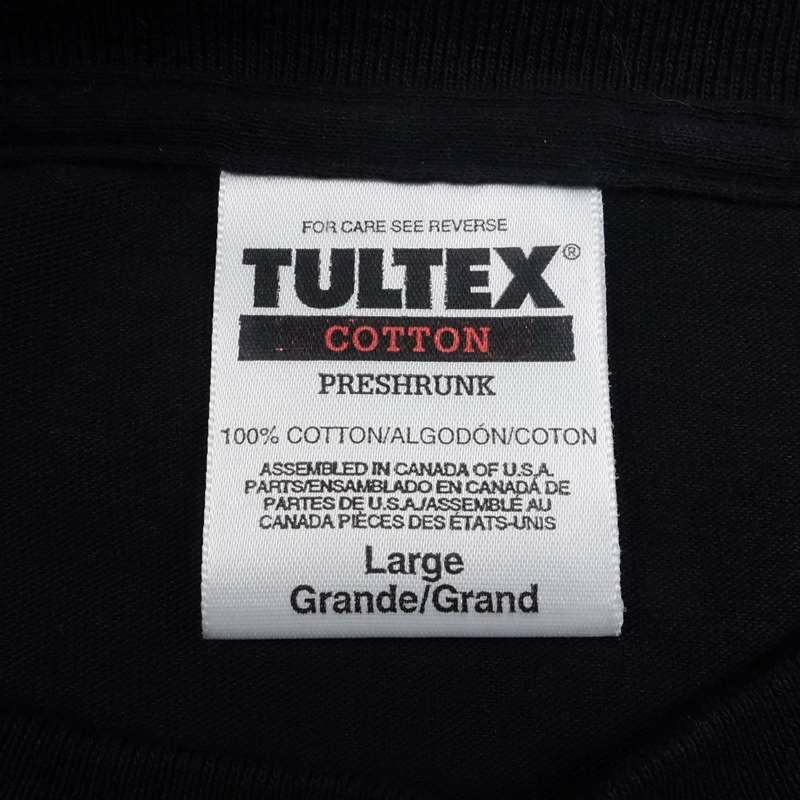 FOR CARE SEE REVERSE
TULTEX®
COTTON
PRESHRUNK
100% COTTON/ALGODÓN/COTON
ASSEMBLED IN CANADA OF U.S.A.
PARTS/ENSAMBLADO EN CANADÁ DE
PARTES DE U.S.A./ASSEMBLÉ AU
CANADA PIÈCES DES ÉTATS-UNIS
Large
Grande/Grand